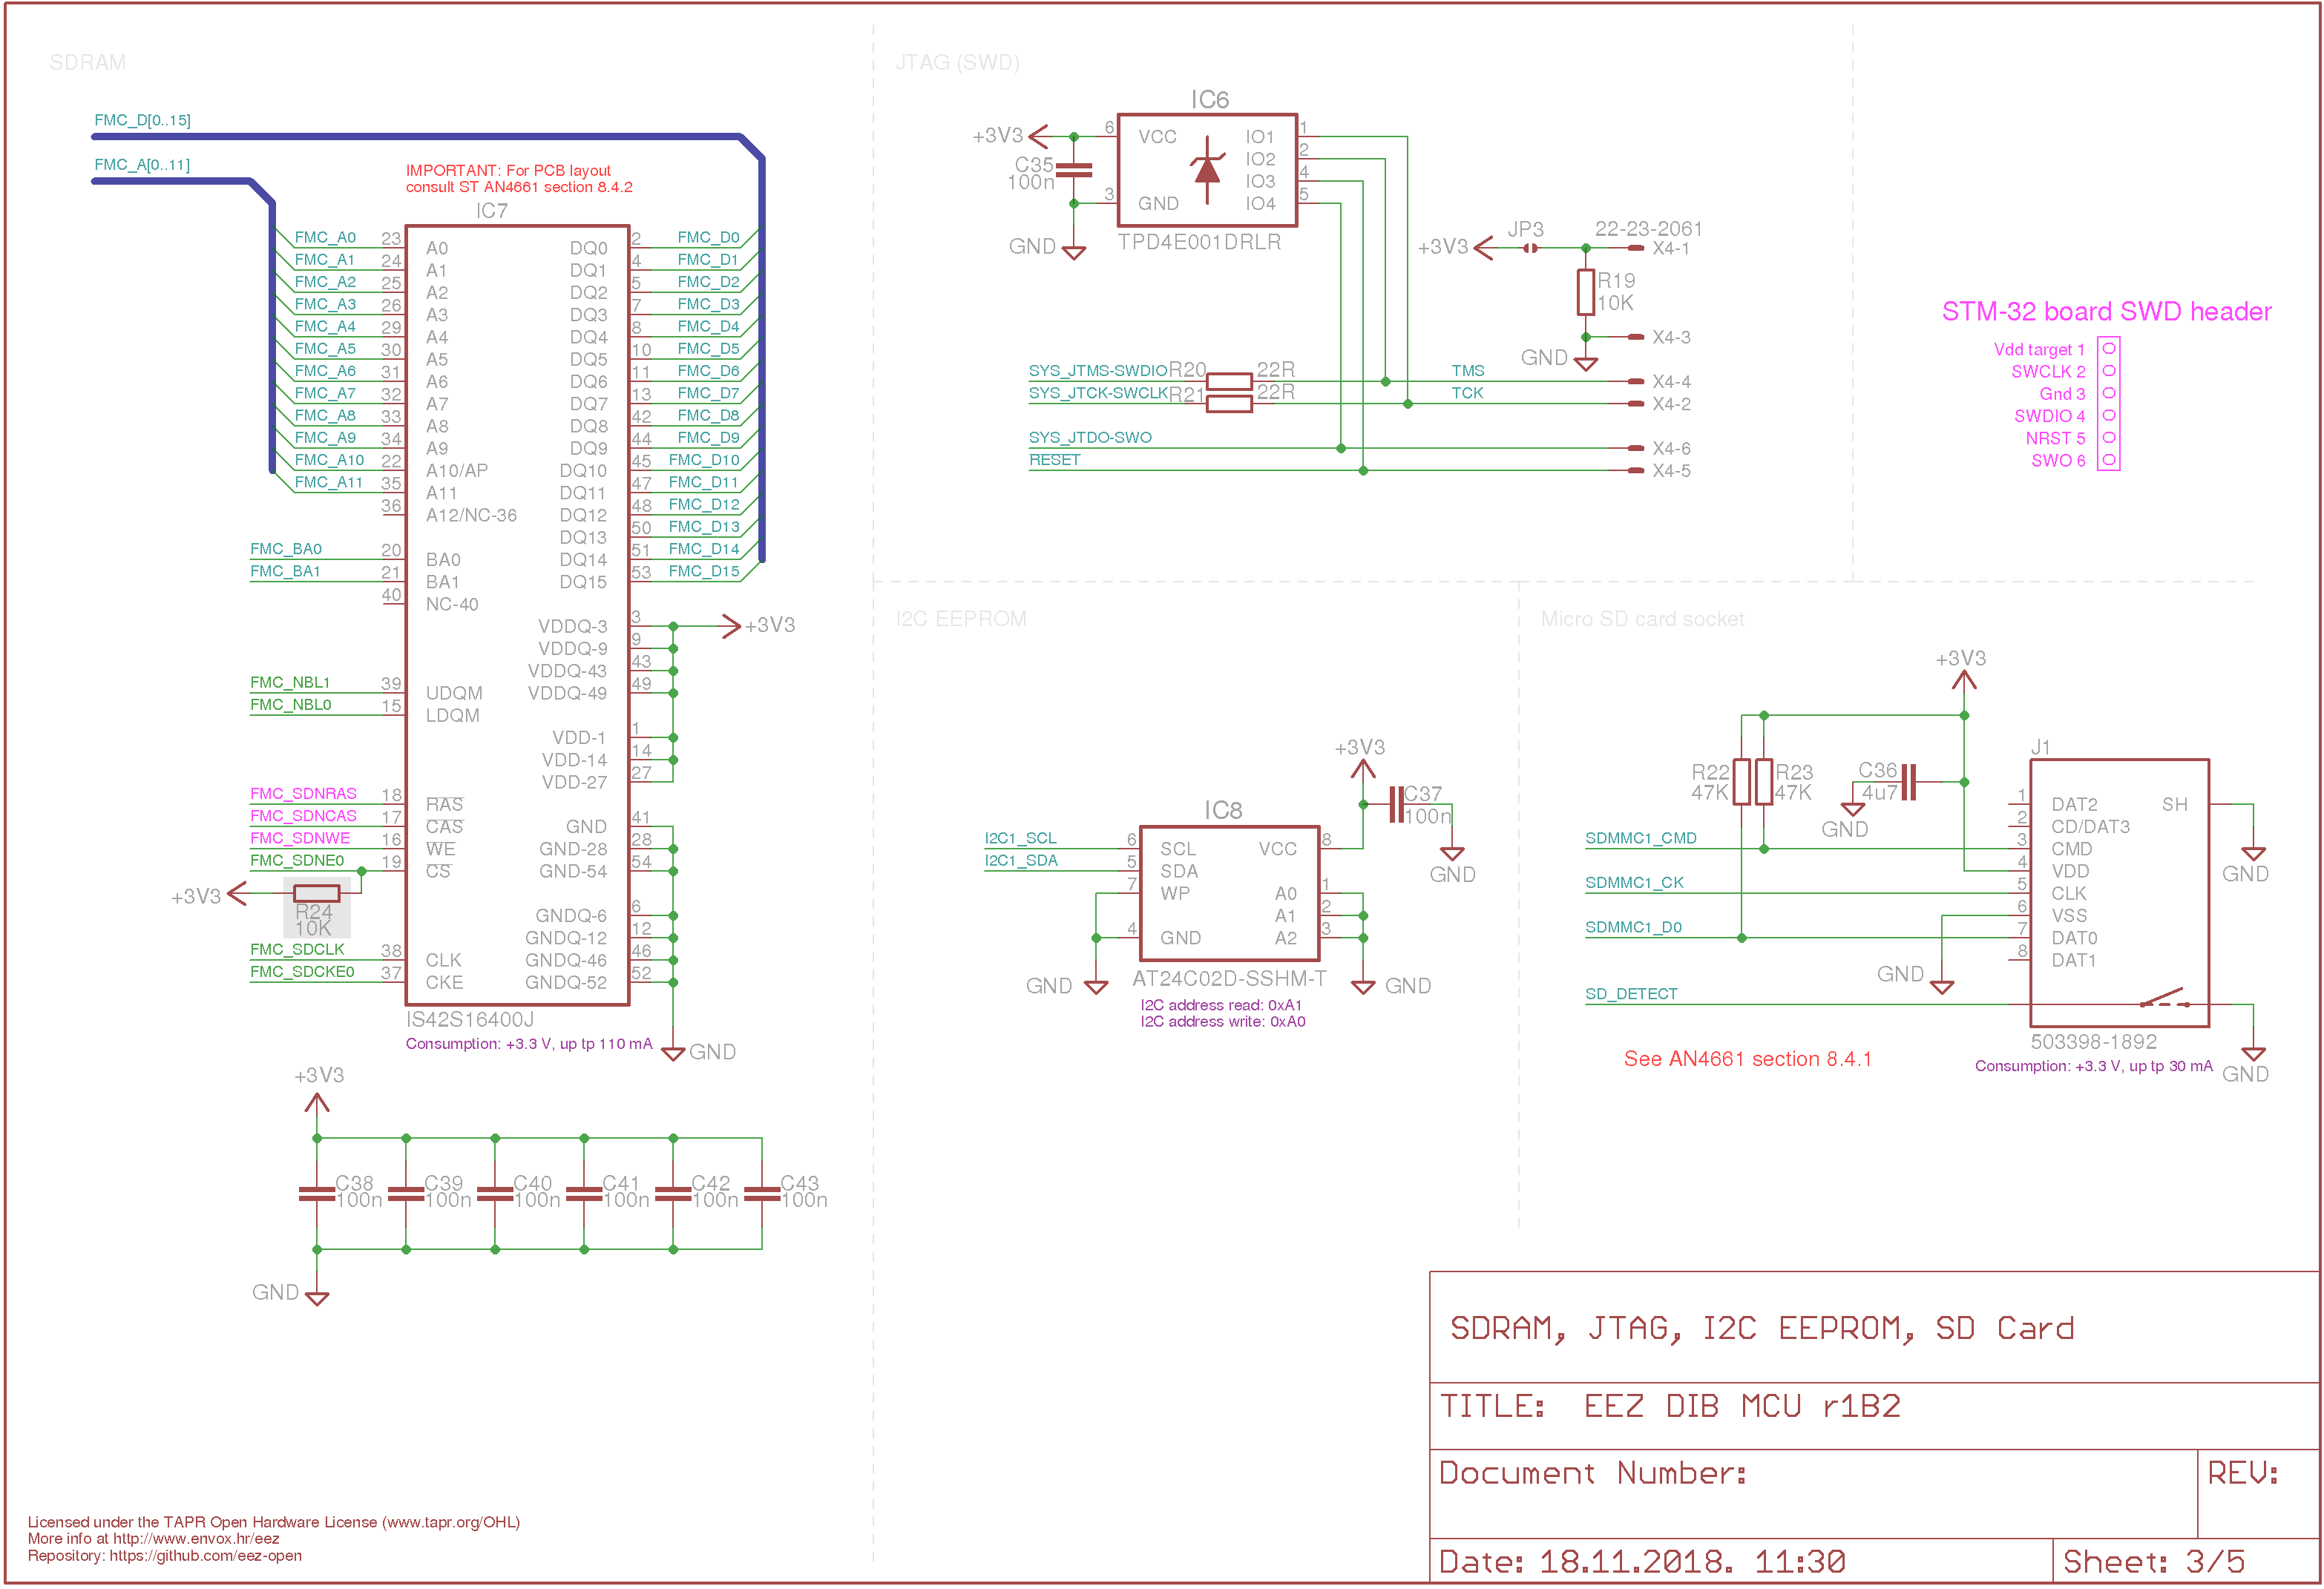 SDRAM
FMC_D[0..15]
FMC_A[0..11]
IMPORTANT: For PCB layout
consult ST AN4661 section 8.4.2
IC7
FMC_A0 23 A0 DQ0 2 FMC_D0
FMC_A1 24 A1 DQ1 4 FMC_D1
FMC_A2 25 A2 DQ2 5 FMC_D2
FMC_A3 26 A3 DQ3 7 FMC_D3
FMC_A4 29 A4 DQ4 8 FMC_D4
FMC_A5 30 A5 DQ5 10 FMC_D5
FMC_A6 31 A6 DQ6 11 FMC_D6
FMC_A7 32 A7 DQ7 13 FMC_D7
FMC_A8 33 A8 DQ8 42 FMC_D8
FMC_A9 34 A9 DQ9 44 FMC_D9
FMC_A10 22 A10/AP DQ10 45 FMC_D10
FMC_A11 35 A11 DQ11 47 FMC_D11
36 A12/NC-36 DQ12 48 FMC_D12
DQ13 50 FMC_D13
FMC_BA0 20 BA0 DQ14 51 FMC_D14
FMC_BA1 21 BA1 DQ15 53 FMC_D15
40 NC-40
VDDQ-3 3 +3V3
VDDQ-9 9
VDDQ-43 43
FMC_NBL1 39 UDQM VDDQ-49 49
FMC_NBL0 15 LDQM
VDD-1 1
VDD-14 14
VDD-27 27
FMC_SDNRAS 18 RAS
FMC_SDNCAS 17 CAS GND 41
FMC_SDNWE 16 WE GND-28 28
FMC_SDNE0 19 CS GND-54 54
+3V3
R24
10K
GNDQ-6 6
GNDQ-12 12
FMC_SDCLK 38 CLK GNDQ-46 46
FMC_SDCKE0 37 CKE GNDQ-52 52
IS42S16400J
Consumption: +3.3 V, up tp 110 mA
GND
+3V3
C38 C39 C40 C41 C42 C43
100n 100n 100n 100n 100n 100n
GND
JTAG (SWD)
IC6
+3V3 6 VCC IO1 1
C35 IO2 2
100n IO3 4
3 GND IO4 5
GND
TPD4E001DRLR
JP3 22-23-2061
+3V3 X4-1
R19
10K
X4-3
GND
SYS_JTMS-SWDIO R20 22R TMS X4-4
SYS_JTCK-SWCLK R21 22R TCK X4-2
SYS_JTDO-SWO X4-6
RESET X4-5
STM-32 board SWD header
Vdd target 1
SWCLK 2
Gnd 3
SWDIO 4
NRST 5
SWO 6
I2C EEPROM
+3V3
C37
100n
GND
IC8
I2C1_SCL 6 SCL VCC 8
I2C1_SDA 5 SDA
7 WP A0 1
A1 2
4 GND A2 3
GND
GND
AT24C02D-SSHM-T
I2C address read: 0xA1
I2C address write: 0xA0
Micro SD card socket
+3V3
R22 R23
47K 47K
C36
4u7
GND
J1
1 DAT2 SH
2 CD/DAT3
SDMMC1_CMD 3 CMD
4 VDD
SDMMC1_CK 5 CLK
6 VSS
SDMMC1_D0 7 DAT0
8 DAT1
GND
GND
SD_DETECT
503398-1892
See AN4661 section 8.4.1
Consumption: +3.3 V, up tp 30 mA
GND
SDRAM, JTAG, I2C EEPROM, SD Card
TITLE: EEZ DIB MCU r1B2
Document Number:
REV:
Date: 18.11.2018. 11:30
Sheet: 3/5
Licensed under the TAPR Open Hardware License (www.tapr.org/OHL)
More info at http://www.envox.hr/eez
Repository: https://github.com/eez-open